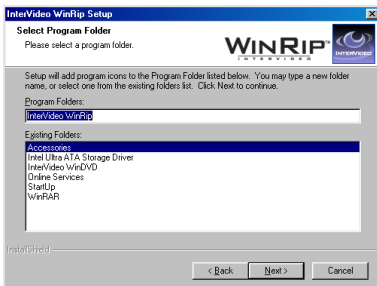 InterVideo WinRip Setup
Select Program Folder
Please select a program folder.
WINRIP™
INTERVIDEO
INTERVIDEO
Setup will add program icons to the Program Folder listed below. You may type a new folder
name, or select one from the existing folders list. Click Next to continue.
Program Folders:
InterVideo WinRip
Existing Folders:
Accessories
Intel Ultra ATA Storage Driver
InterVideo WinDVD
Online Services
StartUp
WinRAR
InstallShield
< Back
Next >
Cancel